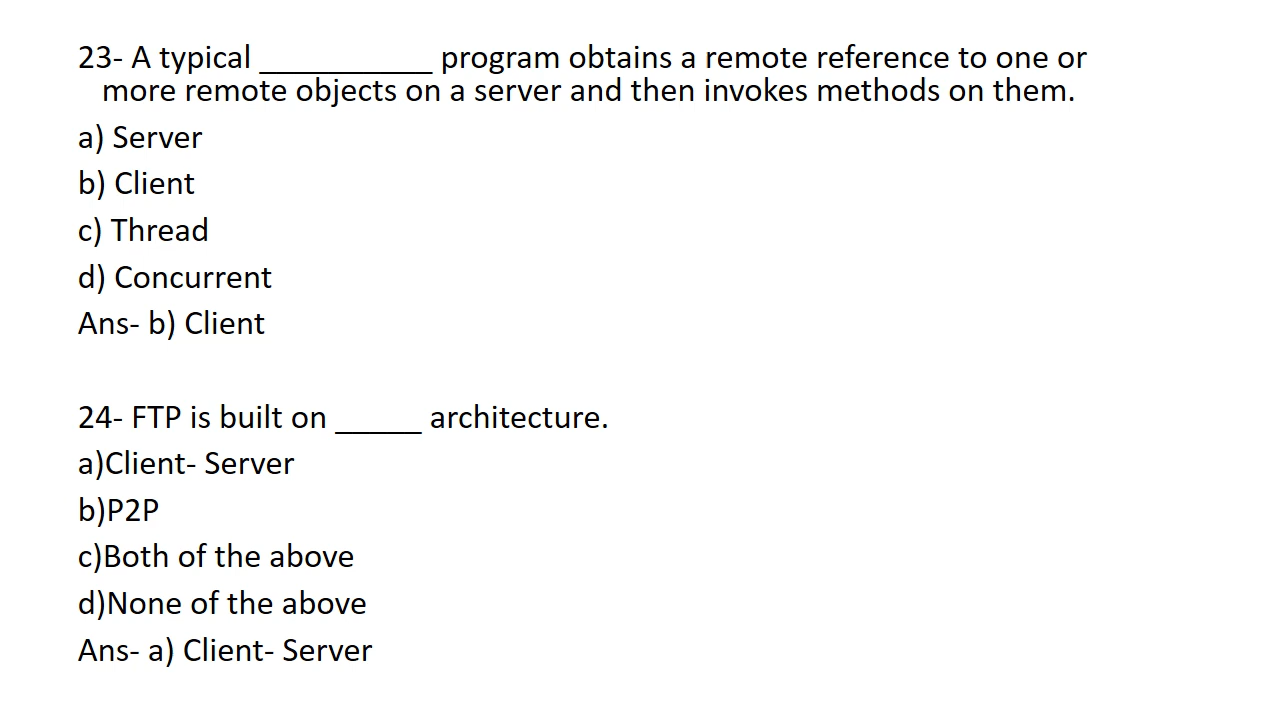 23- A typical __________ program obtains a remote reference to one or
more remote objects on a server and then invokes methods on them.
a) Server
b) Client
c) Thread
d) Concurrent
Ans- b) Client
24- FTP is built on _____ architecture.
a)Client- Server
b)P2P
c)Both of the above
d)None of the above
Ans- a) Client- Server